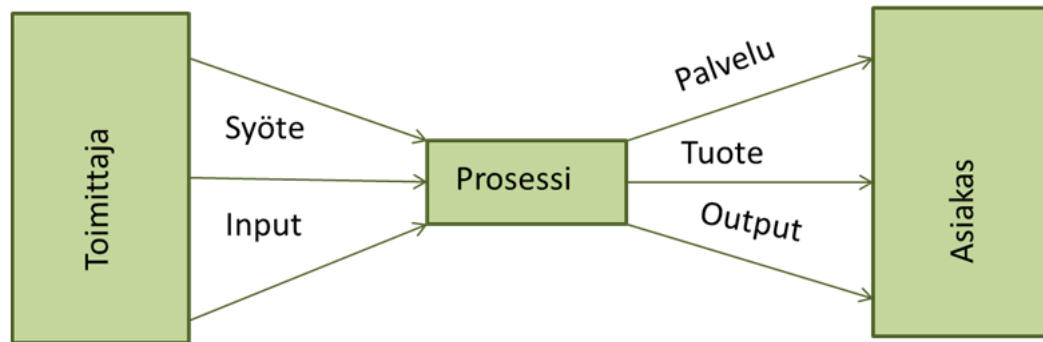 Toimittaja
Syöte
Input
Prosessi
Palvelu
Tuote
Output
Asiakas